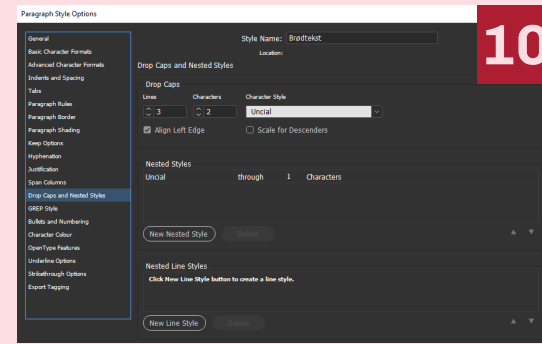 Paragraph Style Options
10
General
Basic Character Formats
Advanced Character Formats
Indents and Spacing
Tabs
Paragraph Rules
Paragraph Border
Paragraph Shading
Keep Options
Hyphenation
Justification
Span Columns
Drop Caps and Nested Styles
GREP Style
Bullets and Numbering
Character Colour
OpenType Features
Underline Options
Strikethrough Options
Export Tagging
Style Name: Brødtekst
Location:
Drop Caps and Nested Styles
Drop Caps
Lines Characters Character Style
3 2 Uncial
Align Left Edge Scale for Descenders
Nested Styles
Uncial through 1 Characters
New Nested Style Delete
Nested Line Styles
Click New Line Style button to create a line style.
New Line Style Delete